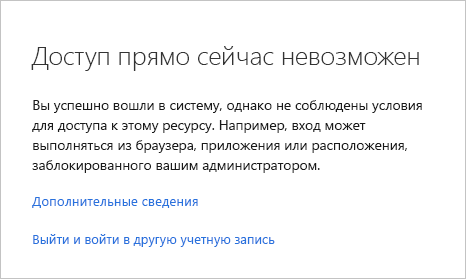 Доступ прямо сейчас невозможен
Вы успешно вошли в систему, однако не соблюдены условия
для доступа к этому ресурсу. Например, вход может
выполняться из браузера, приложения или расположения,
заблокированного вашим администратором.
Дополнительные сведения
Выйти и войти в другую учетную запись